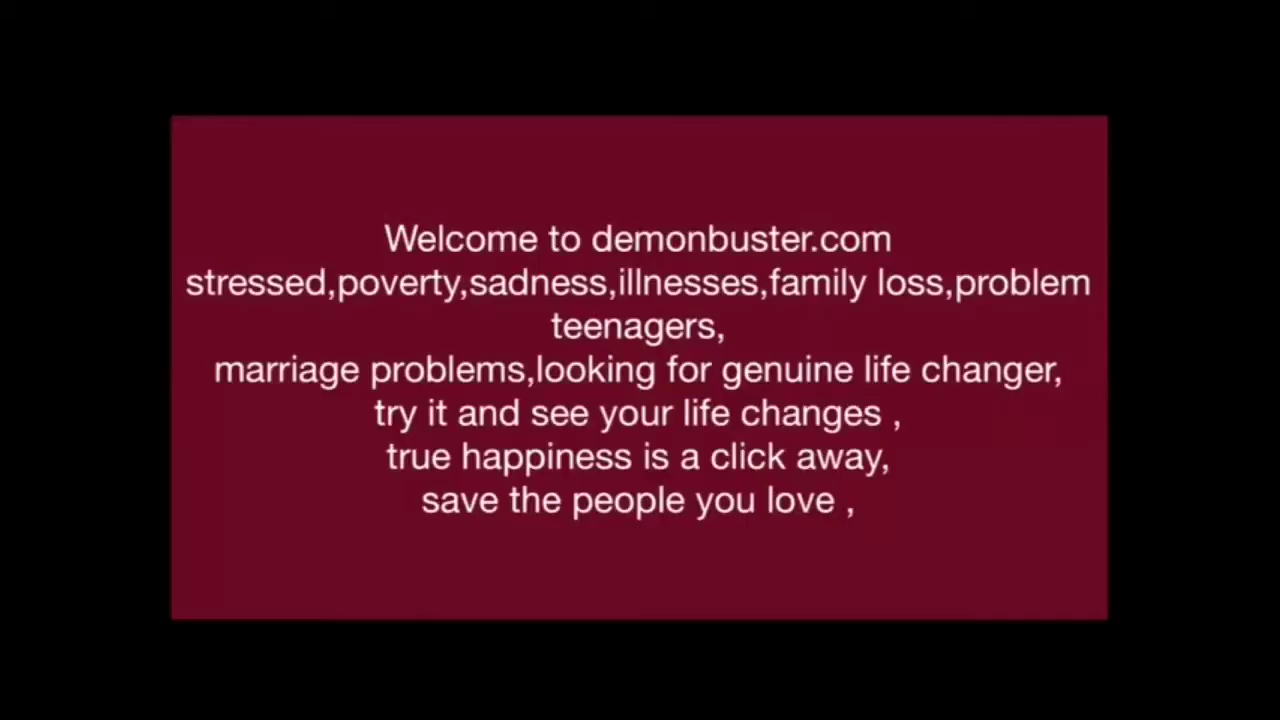 Welcome to demonbuster.com
stressed,poverty,sadness,illnesses,family loss,problem
teenagers,
marriage problems,looking for genuine life changer,
try it and see your life changes ,
true happiness is a click away,
save the people you love ,